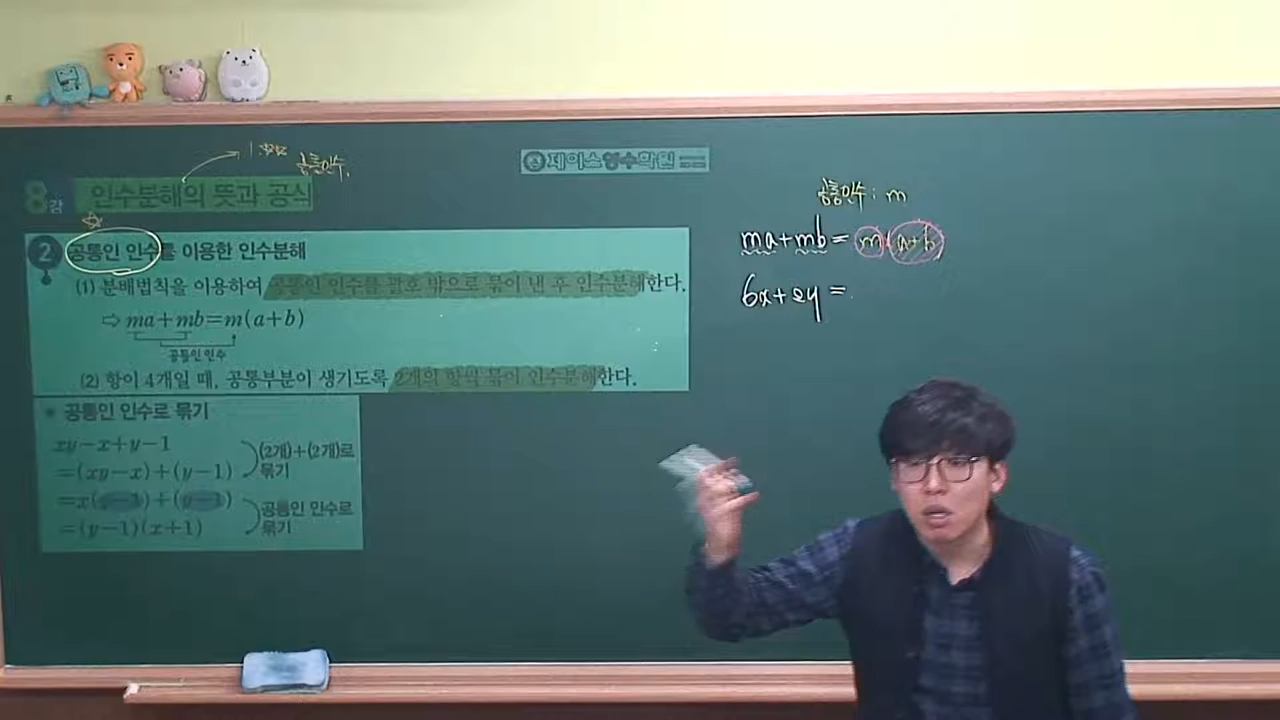 1. 공통인수.
제이스영수학원
8강 인수분해의 뜻과 공식
2 공통인 인수를 이용한 인수분해
(1) 분배법칙을 이용하여 공통인 인수를 괄호 밖으로 묶어 낸 후 인수분해한다.
⇨ ma+mb=m(a+b)
공통인 인수
(2) 항이 4개일 때, 공통부분이 생기도록 2개의 항씩 묶어 인수분해한다.
공통인 인수로 묶기
xy-x+y-1
=(xy-x)+(y-1)
(2개)+(2개)로
묶기
=x(y-1)+(y-1)
=(y-1)(x+1)
공통인 인수로
묶기
공통인수 : m
ma+mb = m(a+b)
6x+2y =